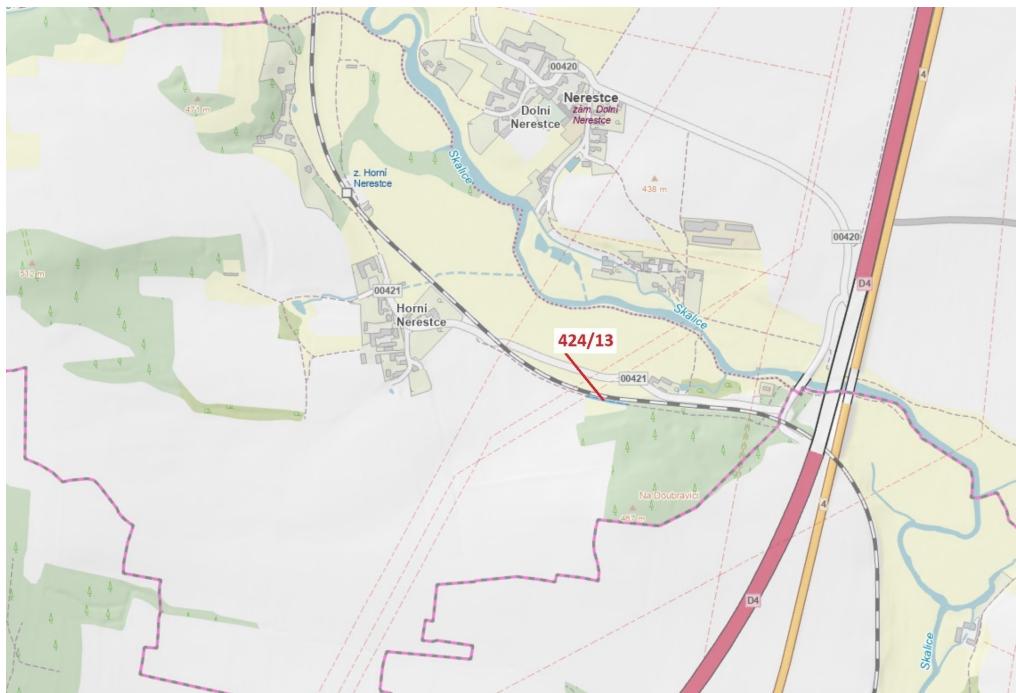 4
00420
Nerestce
zám. Dolní
Nerestce
Dolní
Nerestce
471 m
Skalice
z. Horní
Nerestce
438 m
00420
512 m
D4
00421
Horní
Nerestce
Skalice
424/13
00421
Na Doubravici
467 m
4
D4
Skalice